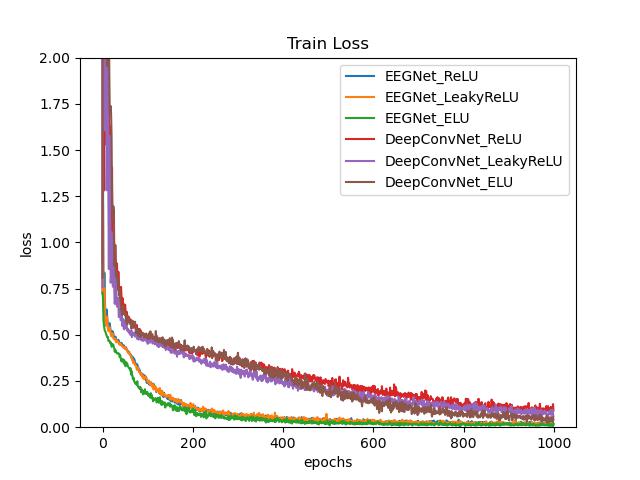 Train Loss
2.00
1.75
1.50
1.25
1.00
0.75
0.50
0.25
0.00
loss
EEGNet_ReLU
EEGNet_LeakyReLU
EEGNet_ELU
DeepConvNet_ReLU
DeepConvNet_LeakyReLU
DeepConvNet_ELU
0 200 400 600 800 1000
epochs